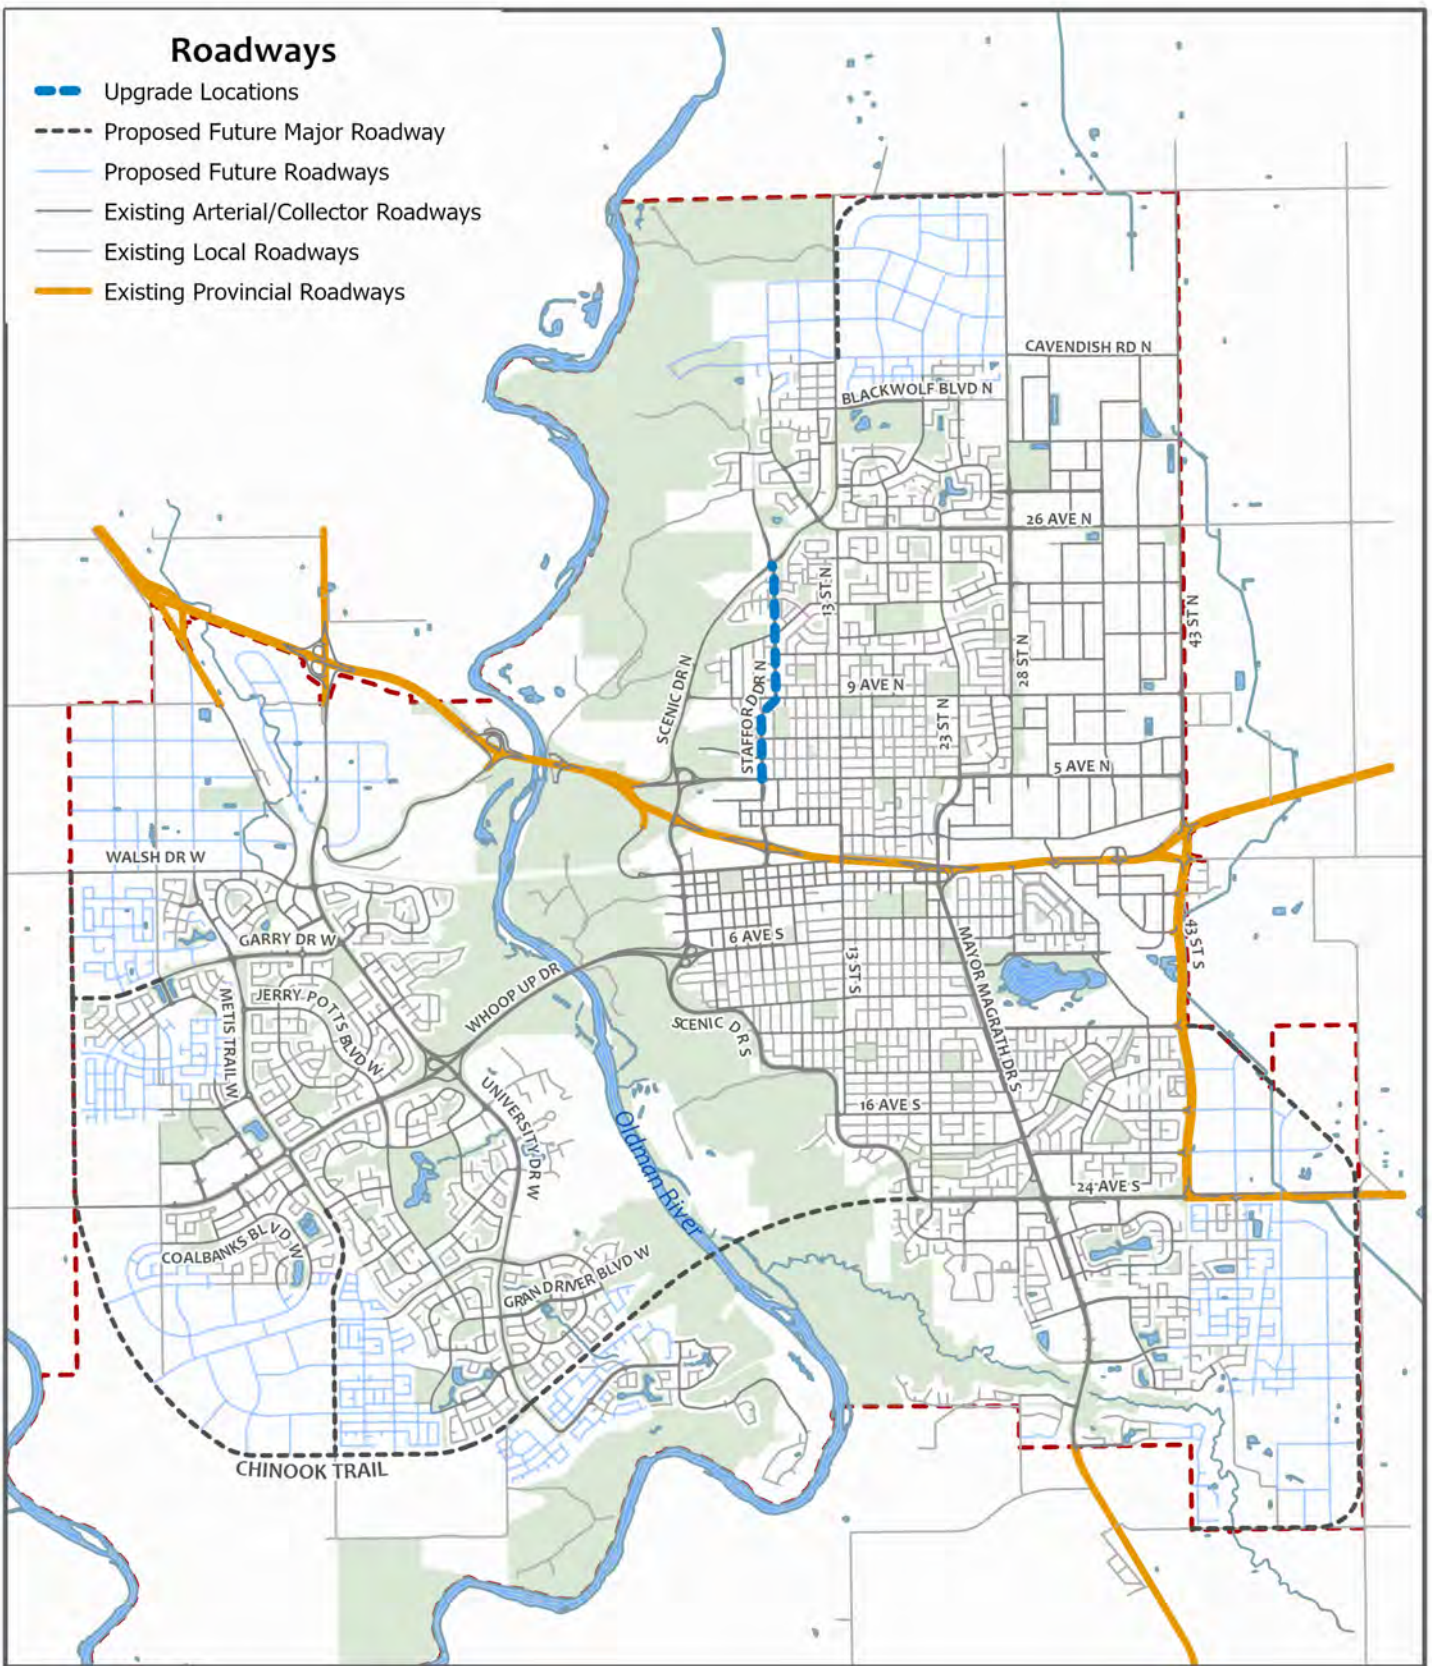 Roadways
Upgrade Locations
Proposed Future Major Roadway
Proposed Future Roadways
Existing Arterial/Collector Roadways
Existing Local Roadways
Existing Provincial Roadways
CAVENDISH RD N
BLACKWOLF BLVD N
26 AVE N
13 ST N
43 ST N
28 ST N
SCENIC DR N
STAFFORD DR N
9 AVE N
23 ST N
5 AVE N
WALSH DR W
GARRY DR W
6 AVE S
13 ST S
MAYOR MAGRATH DR S
43 ST S
METIS TRAIL W
JERRY POTTS BLVD W
WHOOP UP DR
SCENIC DR S
UNIVERSITY DR W
16 AVE S
Oldman River
24 AVE S
COALBANKS BLVD W
GRAND RIVER BLVD W
CHINOOK TRAIL